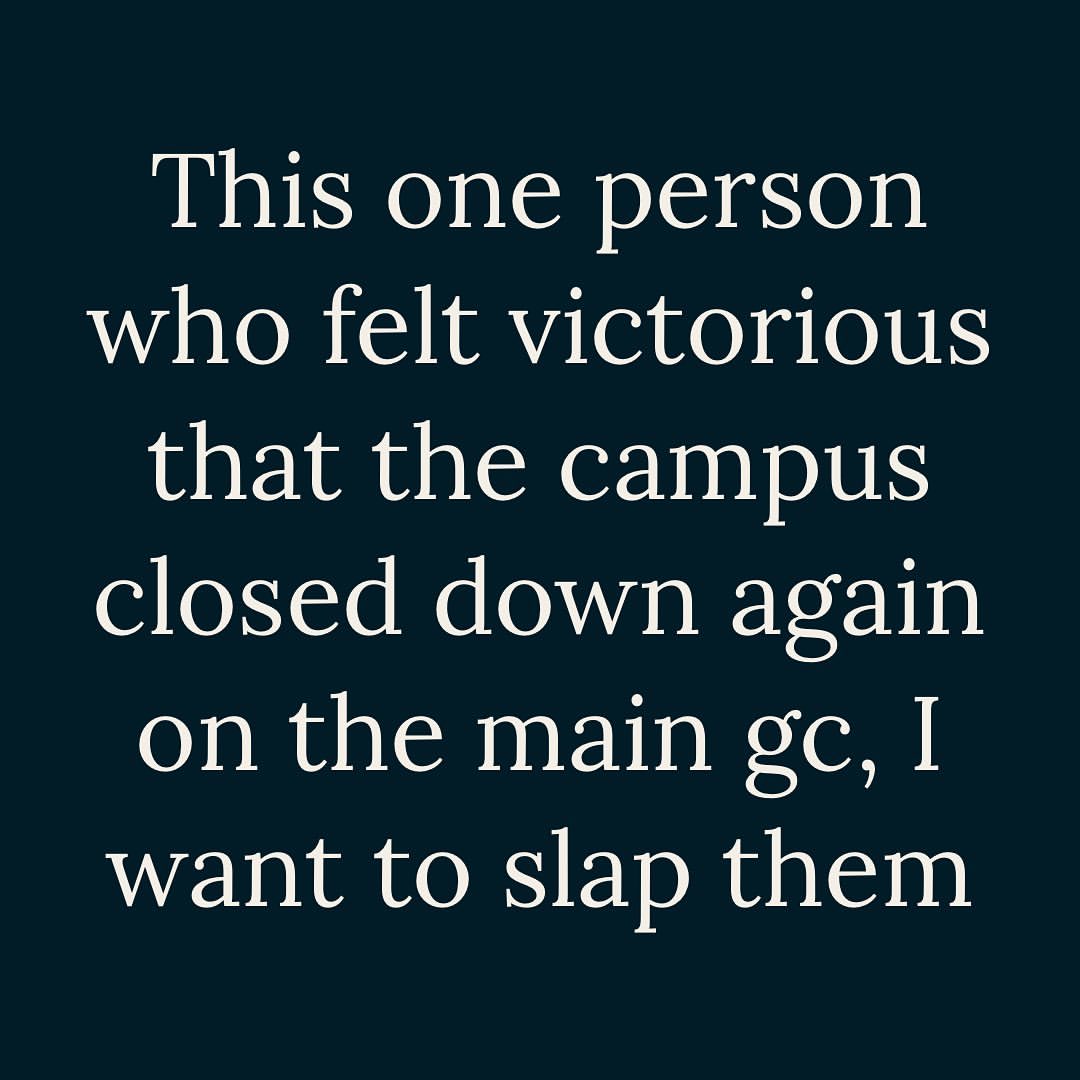 This one person
who felt victorious
that the campus
closed down again
on the main gc, I
want to slap them